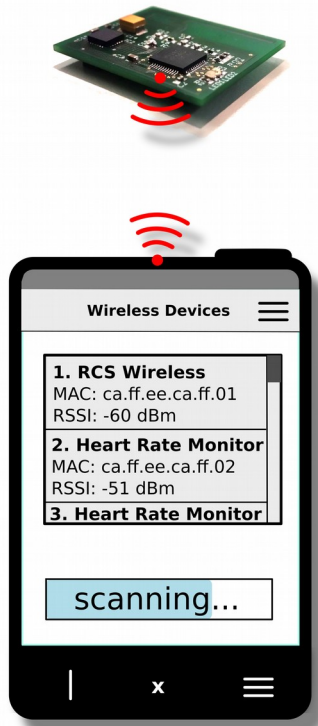 Wireless Devices
1. RCS Wireless
MAC: ca.ff.ee.ca.ff.01
RSSI: -60 dBm
2. Heart Rate Monitor
MAC: ca.ff.ee.ca.ff.02
RSSI: -51 dBm
3. Heart Rate Monitor
scanning...
x